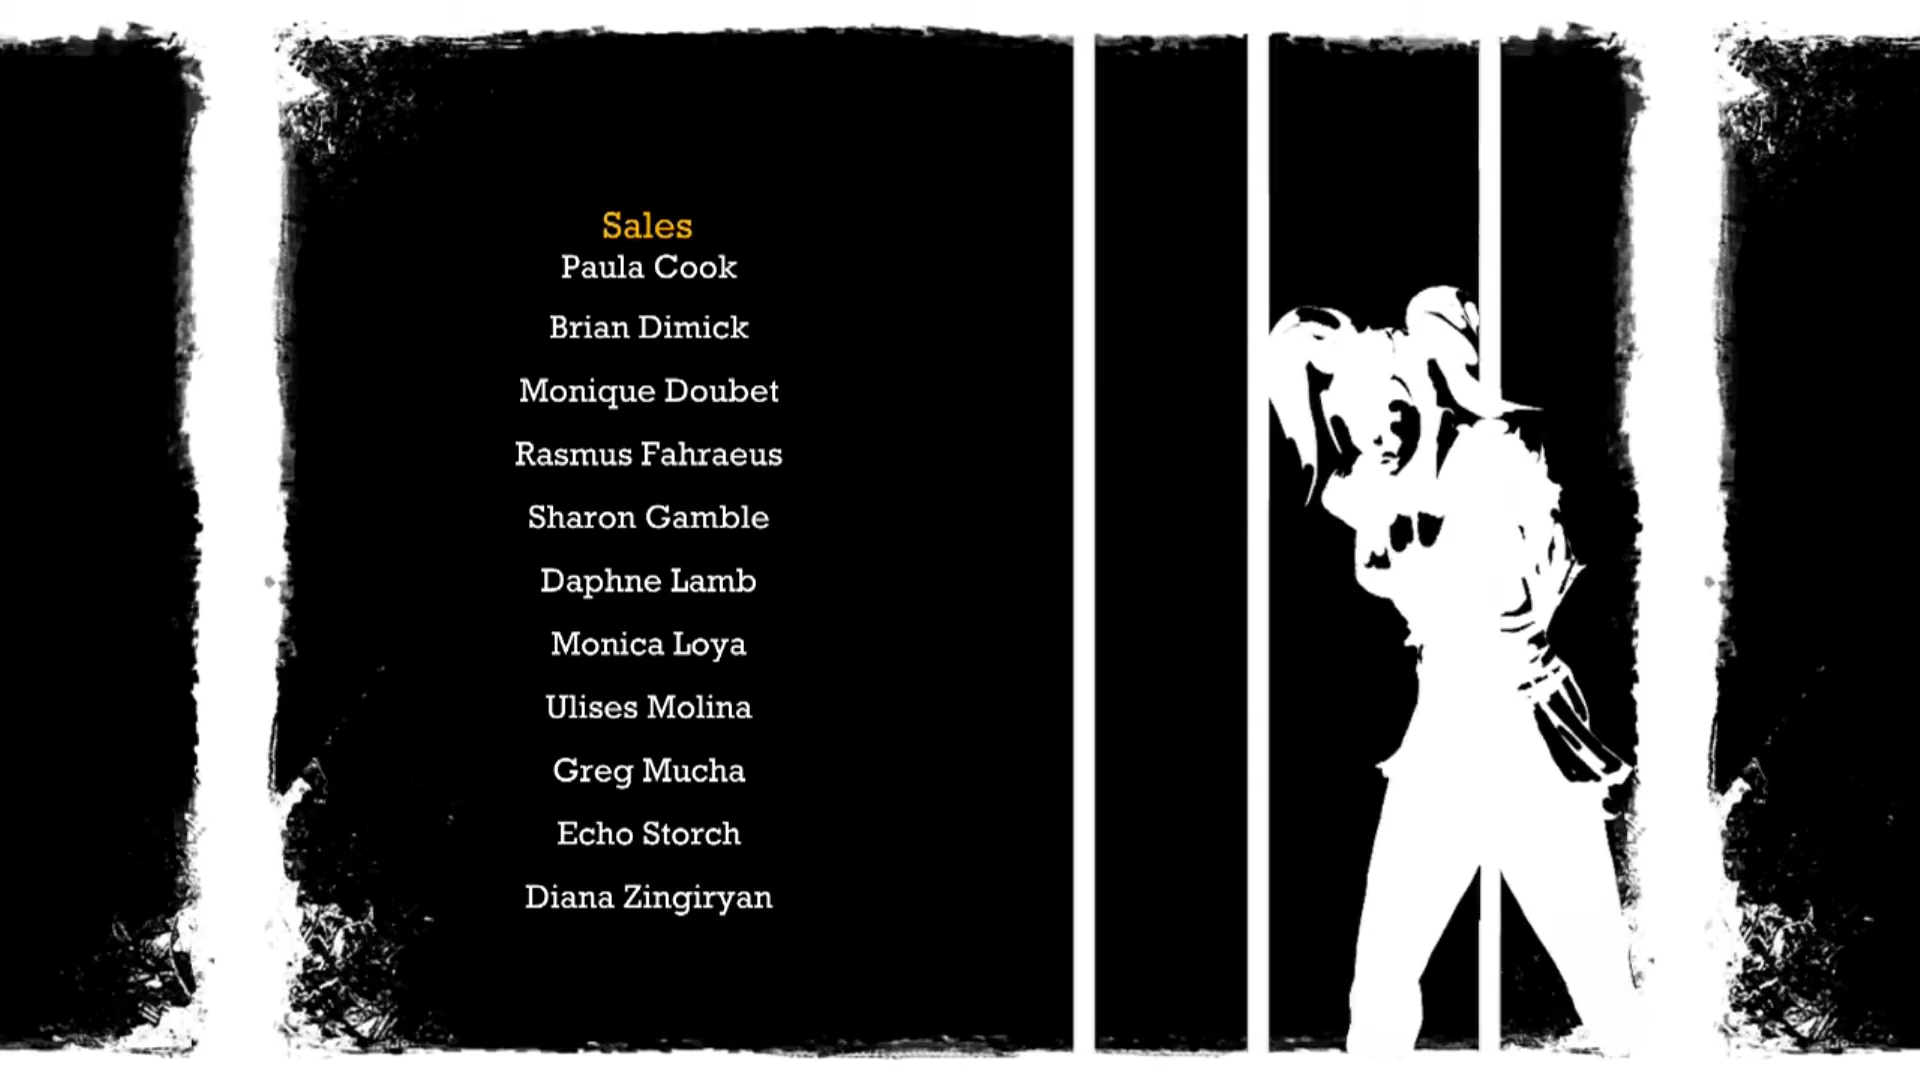 Sales
Paula Cook
Brian Dimick
Monique Doubet
Rasmus Fahraeus
Sharon Gamble
Daphne Lamb
Monica Loya
Ulises Molina
Greg Mucha
Echo Storch
Diana Zingiryan